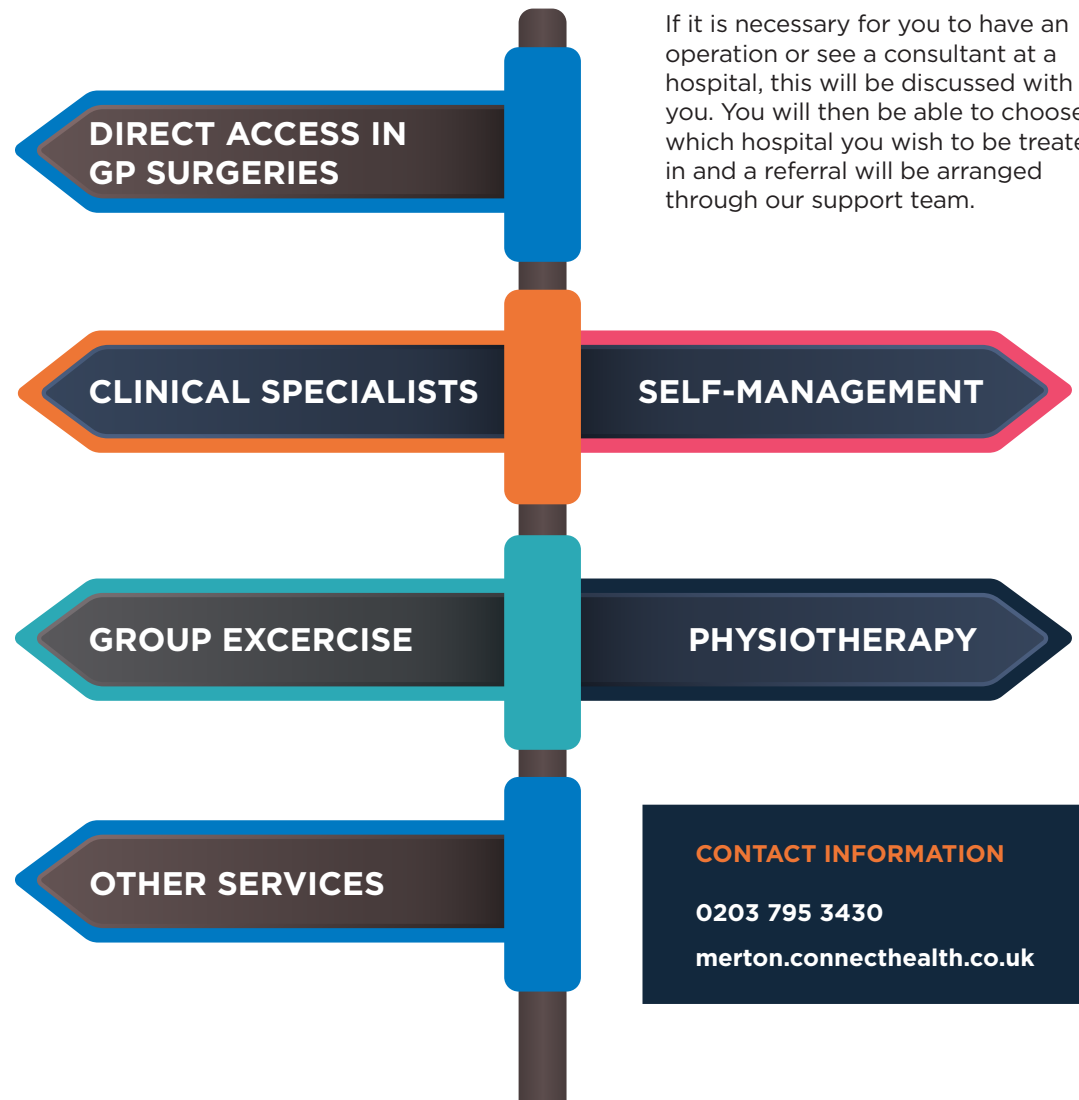 If it is necessary for you to have an
operation or see a consultant at a
hospital, this will be discussed with
you. You will then be able to choose
which hospital you wish to be treate
in and a referral will be arranged
through our support team.
DIRECT ACCESS IN
GP SURGERIES
CLINICAL SPECIALISTS
SELF-MANAGEMENT
GROUP EXCERCISE
PHYSIOTHERAPY
OTHER SERVICES
CONTACT INFORMATION
0203 795 3430
merton.connecthealth.co.uk